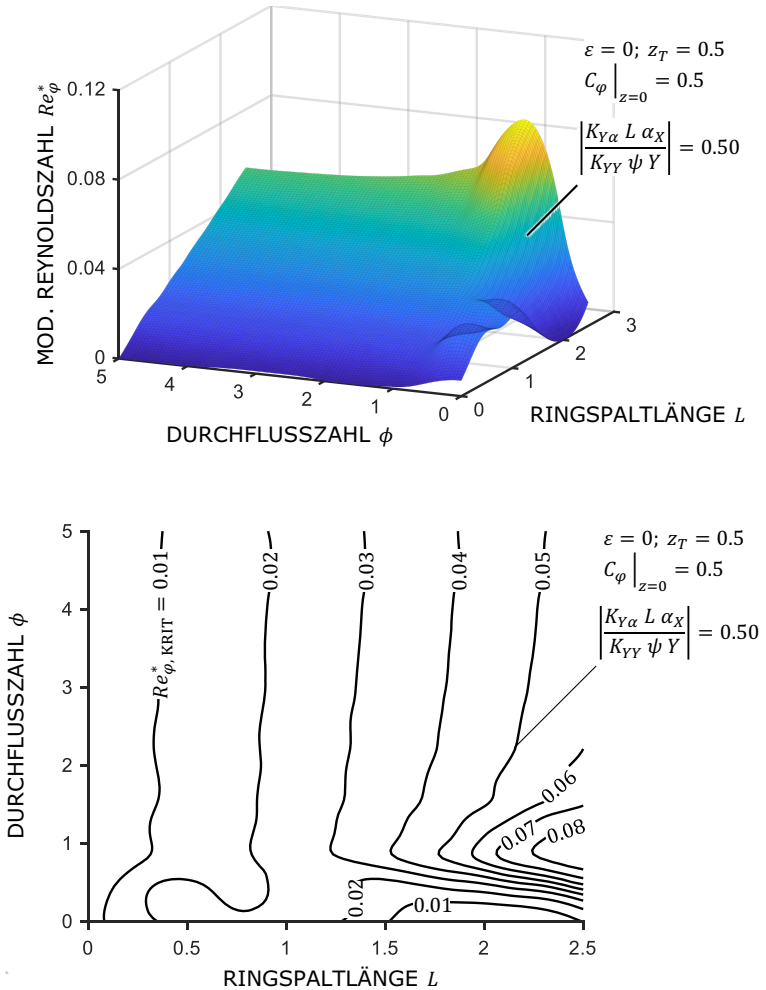 ε = 0; z_T = 0.5
C_φ |_{z=0} = 0.5
|K_{Yα} L α_X / K_{YY} ψ Y| = 0.50
MOD. REYNOLDSZAHL Re*_φ
0.12
0.08
0.04
0
5
4
3
2
1
0
DURCHFLUSSZAHL ϕ
0
1
2
3
RINGSPALTLÄNGE L
ε = 0; z_T = 0.5
C_φ |_{z=0} = 0.5
|K_{Yα} L α_X / K_{YY} ψ Y| = 0.50
DURCHFLUSSZAHL ϕ
5
4
3
2
1
0
Re*_{φ, KRIT} = 0.01
0.02
0.03
0.04
0.05
0.06
0.07
0.08
0.02
0.01
0
0.5
1
1.5
2
2.5
RINGSPALTLÄNGE L